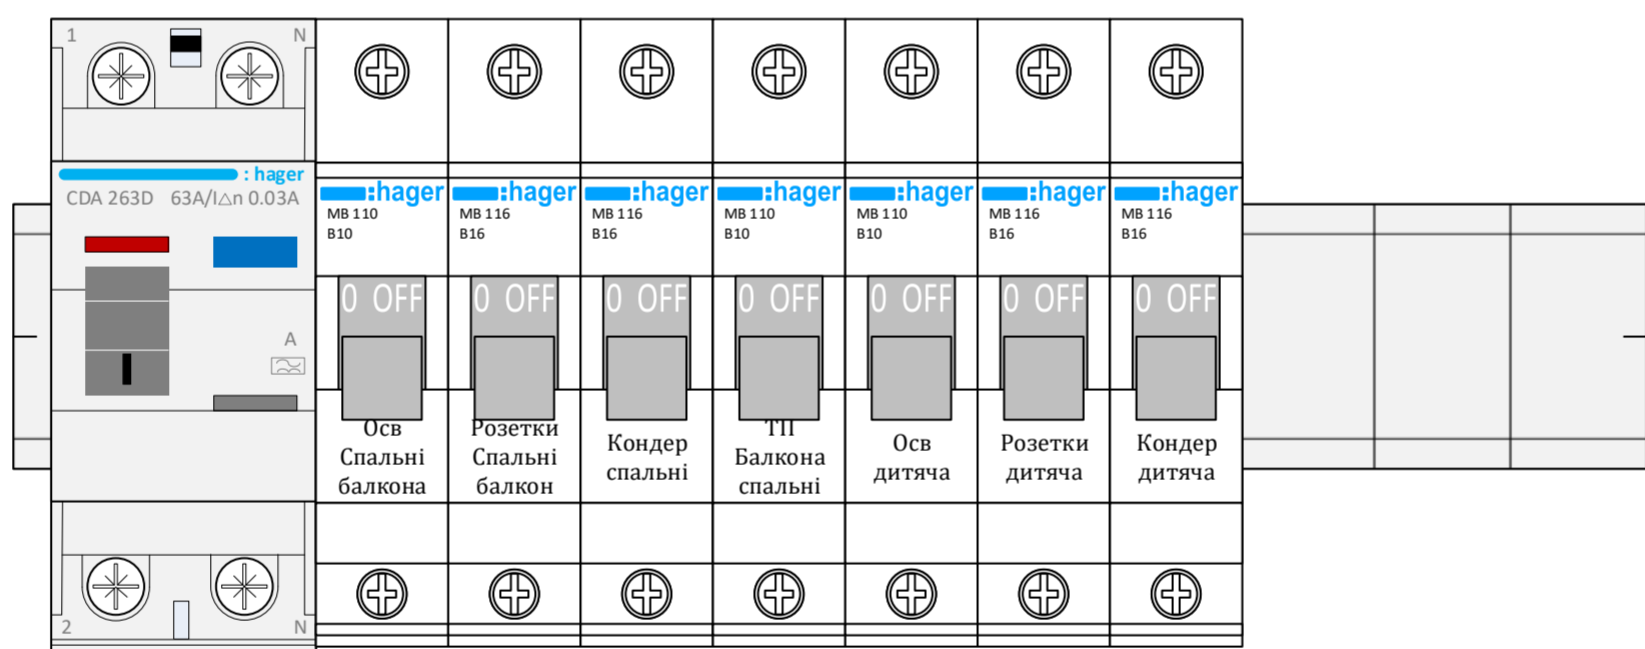 1 N
: hager
CDA 263D 63A/I△n 0.03A
A
2 N
:hager
MB 110
B10
0 OFF
Осв
Спальні
балкона
:hager
MB 116
B16
0 OFF
Розетки
Спальні
балкон
:hager
MB 116
B16
0 OFF
Кондер
спальні
:hager
MB 110
B10
0 OFF
ТП
Балкона
спальні
:hager
MB 110
B10
0 OFF
Осв
дитяча
:hager
MB 116
B16
0 OFF
Розетки
дитяча
:hager
MB 116
B16
0 OFF
Кондер
дитяча